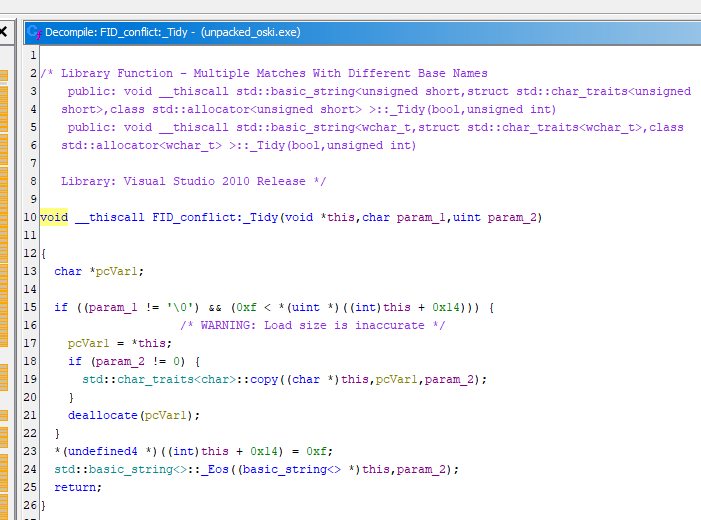 Decompile: FID_conflict:_Tidy - (unpacked_oski.exe)
1
2 /* Library Function - Multiple Matches With Different Base Names
3 public: void __thiscall std::basic_string<unsigned short,struct std::char_traits<unsigned
4 short>,class std::allocator<unsigned short> >::_Tidy(bool,unsigned int)
5 public: void __thiscall std::basic_string<wchar_t,struct std::char_traits<wchar_t>,class
6 std::allocator<wchar_t> >::_Tidy(bool,unsigned int)
7
8 Library: Visual Studio 2010 Release */
9
10 void __thiscall FID_conflict:_Tidy(void *this,char param_1,uint param_2)
11
12 {
13 char *pcVar1;
14
15 if ((param_1 != '\0') && (0xf < *(uint *)((int)this + 0x14))) {
16 /* WARNING: Load size is inaccurate */
17 pcVar1 = *this;
18 if (param_2 != 0) {
19 std::char_traits<char>::copy((char *)this,pcVar1,param_2);
20 }
21 deallocate(pcVar1);
22 }
23 *(undefined4 *)((int)this + 0x14) = 0xf;
24 std::basic_string<>::_Eos((basic_string<> *)this,param_2);
25 return;
26 }